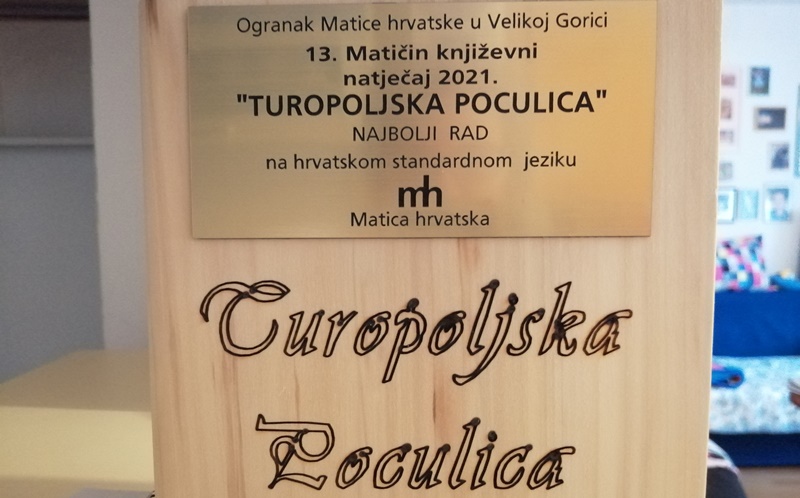 Ogranak Matice hrvatske u Velikoj Gorici
13. Matičin književni
natječaj 2021.
"TUROPOLJSKA POCULICA"
NAJBOLJI RAD
na hrvatskom standardnom jeziku
mh
Matica hrvatska
Turopoljska
Poculica